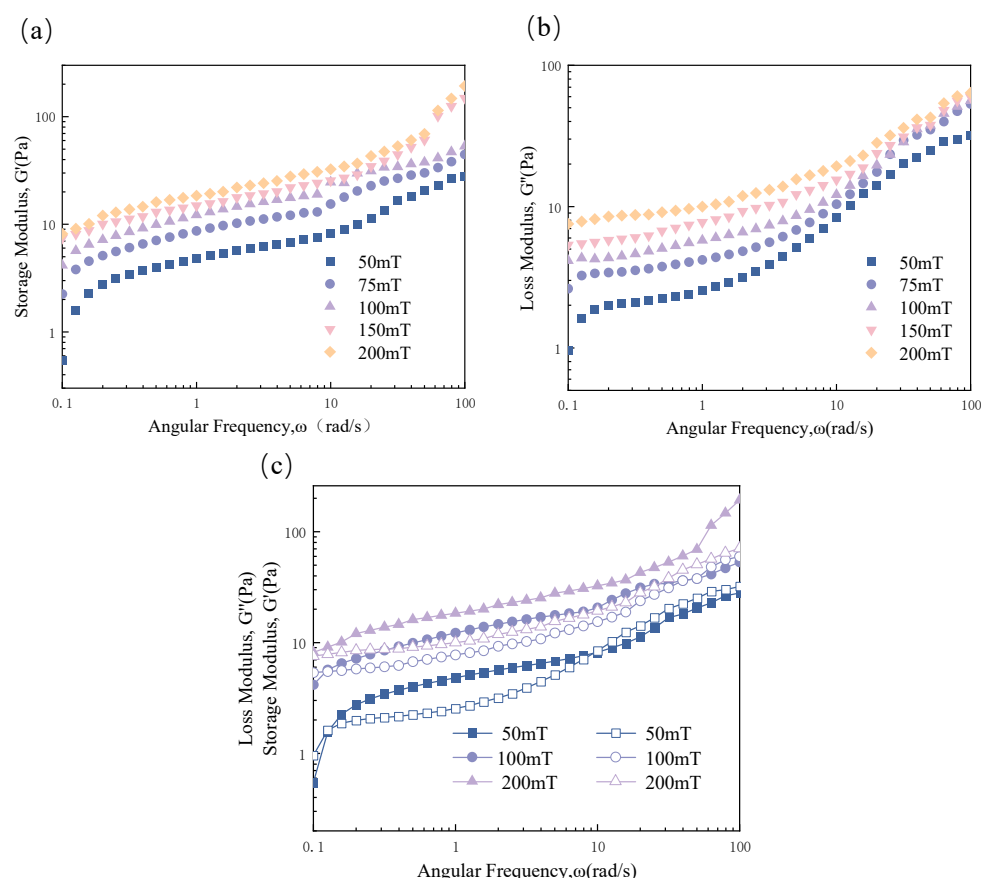 (a)
Storage Modulus, G'(Pa)
100
10
1
0.1
1
10
100
50mT
75mT
100mT
150mT
200mT
Angular Frequency,ω（rad/s）
(b)
Loss Modulus, G''(Pa)
100
10
1
0.1
1
10
100
50mT
75mT
100mT
150mT
200mT
Angular Frequency,ω(rad/s)
(c)
Loss Modulus, G''(Pa)
Storage Modulus, G'(Pa)
100
10
1
0.1
1
10
100
50mT 50mT
100mT 100mT
200mT 200mT
Angular Frequency,ω(rad/s)